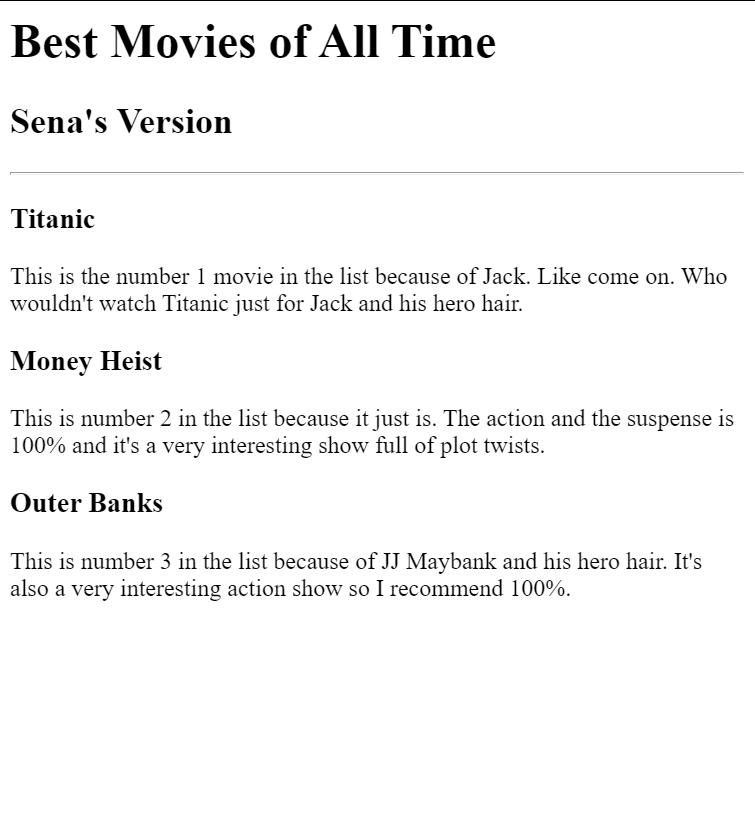 Best Movies of All Time
Sena's Version
Titanic
This is the number 1 movie in the list because of Jack. Like come on. Who
wouldn't watch Titanic just for Jack and his hero hair.
Money Heist
This is number 2 in the list because it just is. The action and the suspense is
100% and it's a very interesting show full of plot twists.
Outer Banks
This is number 3 in the list because of JJ Maybank and his hero hair. It's
also a very interesting action show so I recommend 100%.